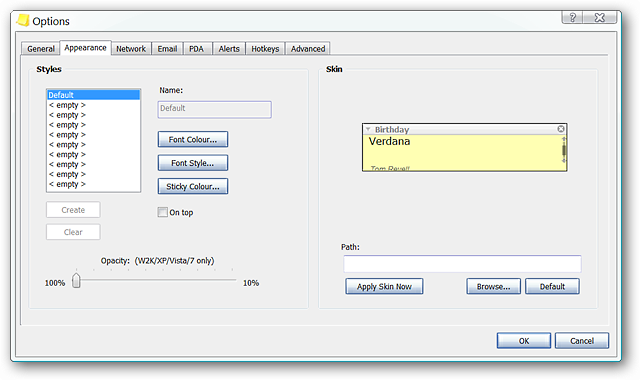 Options
General Appearance Network Email PDA Alerts Hotkeys Advanced
Styles
Default
< empty >
< empty >
< empty >
< empty >
< empty >
< empty >
< empty >
< empty >
< empty >
Name:
Default
Font Colour...
Font Style...
Sticky Colour...
On top
Create
Clear
Opacity: (W2K/XP/Vista/7 only)
100% 10%
Skin
Birthday
Verdana
Tom Revell
Path:
Apply Skin Now Browse... Default
OK Cancel